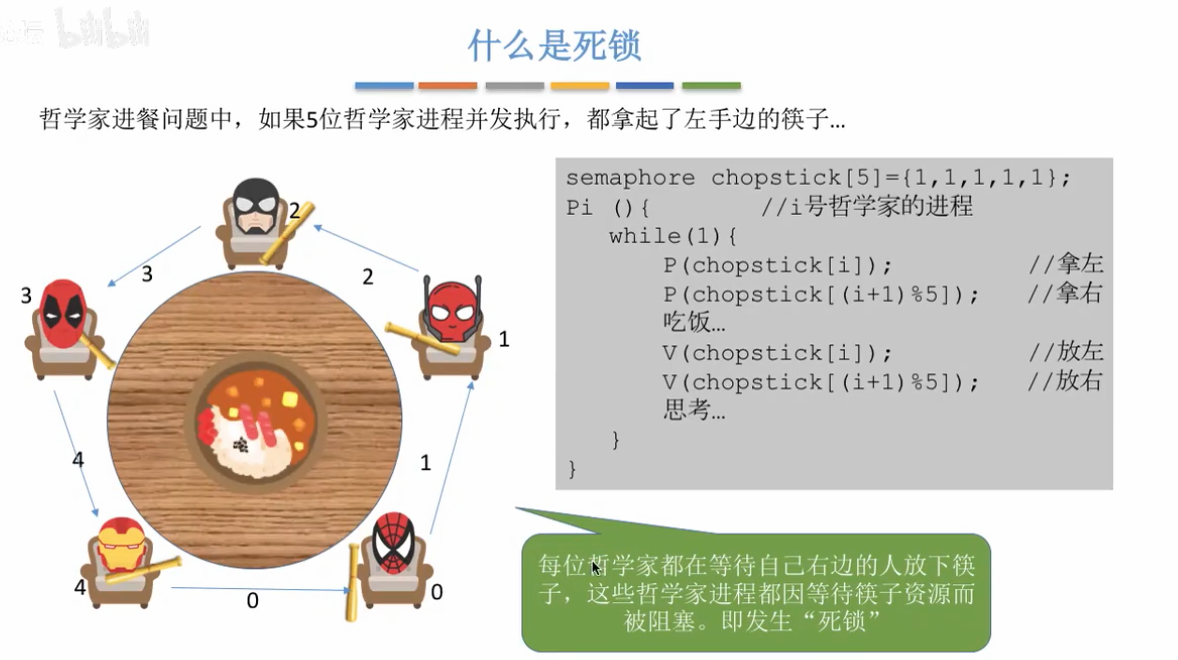 bilibili
什么是死锁
哲学家进餐问题中，如果5位哲学家进程并发执行，都拿起了左手边的筷子...
semaphore chopstick[5]={1,1,1,1,1};
Pi (){ //i号哲学家的进程
while(1){
P(chopstick[i]); //拿左
P(chopstick[(i+1)%5]); //拿右
吃饭...
V(chopstick[i]); //放左
V(chopstick[(i+1)%5]); //放右
思考...
}
}
2
2
3
3
1
4
1
4
0
0
每位哲学家都在等待自己右边的人放下筷
子，这些哲学家进程都因等待筷子资源而
被阻塞。即发生“死锁”